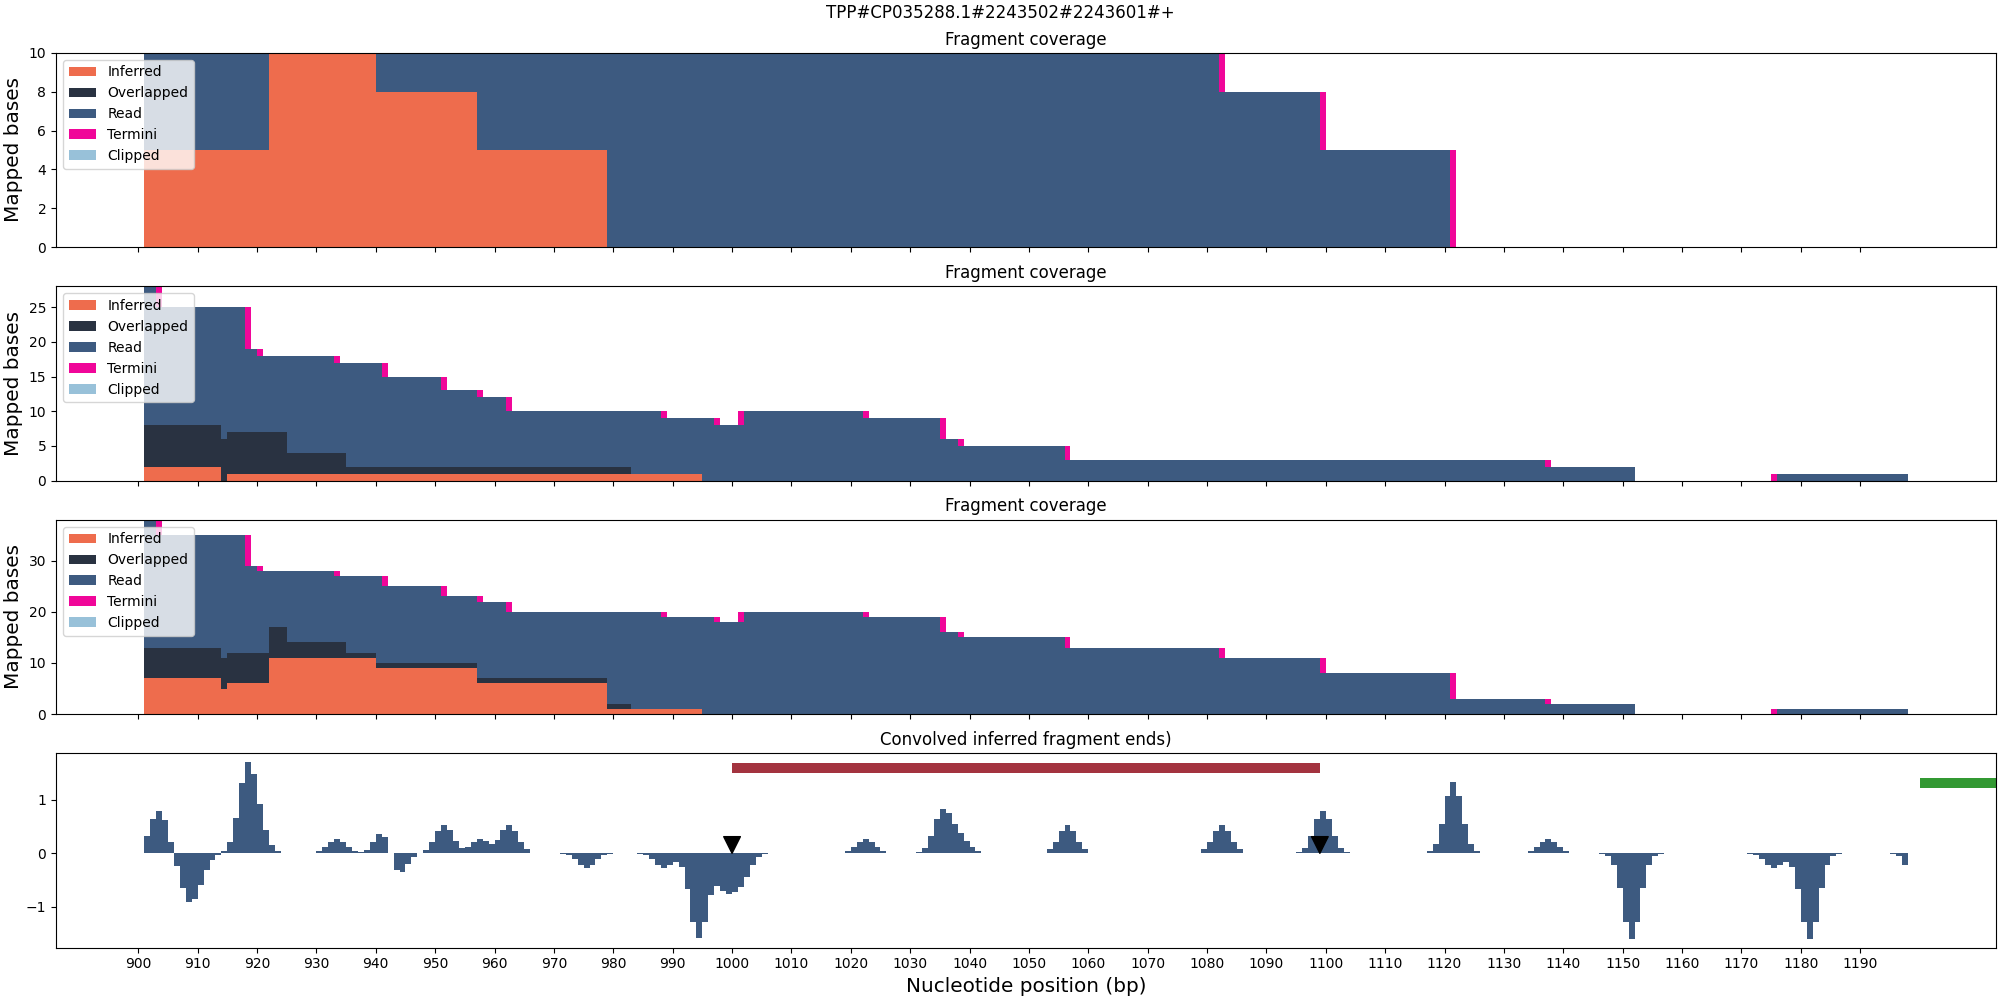 TPP#CP035288.1#2243502#2243601#+
Fragment coverage
Mapped bases
10
8
6
4
2
0
Inferred
Overlapped
Read
Termini
Clipped
Fragment coverage
Mapped bases
25
20
15
10
5
0
Inferred
Overlapped
Read
Termini
Clipped
Fragment coverage
Mapped bases
30
20
10
0
Inferred
Overlapped
Read
Termini
Clipped
Convolved inferred fragment ends)
1
0
−1
900 910 920 930 940 950 960 970 980 990 1000 1010 1020 1030 1040 1050 1060 1070 1080 1090 1100 1110 1120 1130 1140 1150 1160 1170 1180 1190
Nucleotide position (bp)